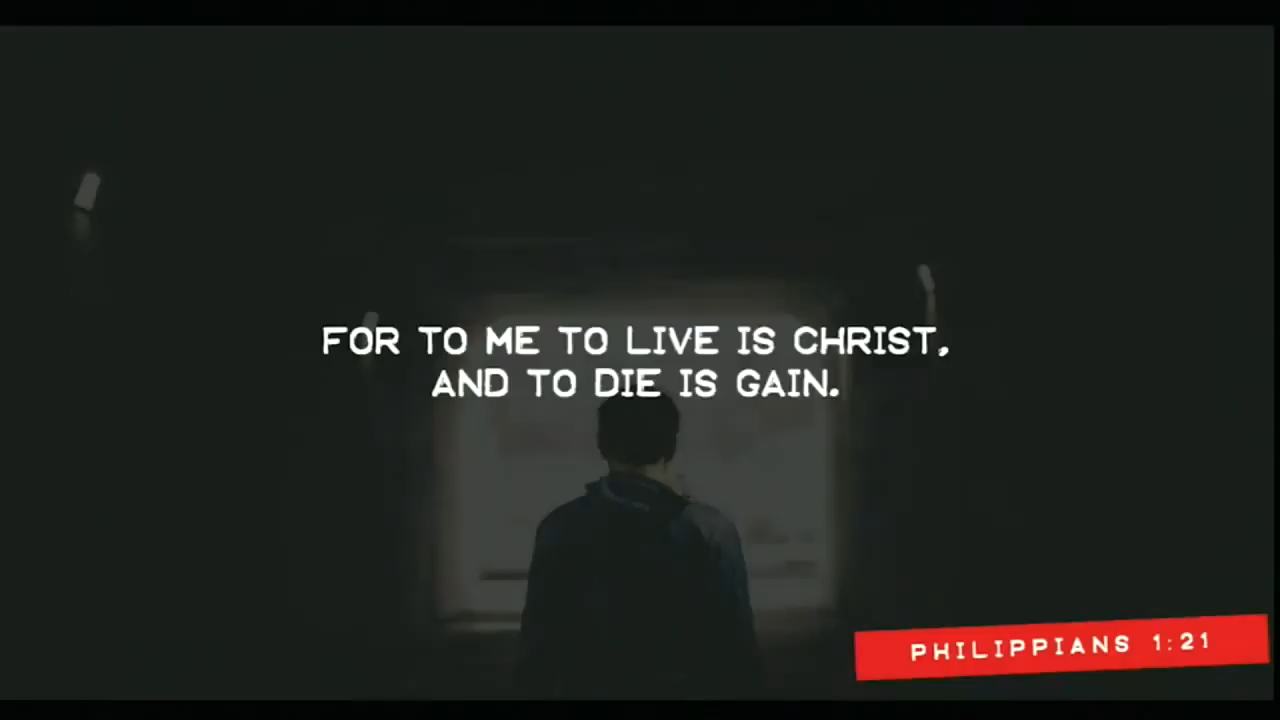 FOR TO ME TO LIVE IS CHRIST,
AND TO DIE IS GAIN.
PHILIPPIANS 1:21